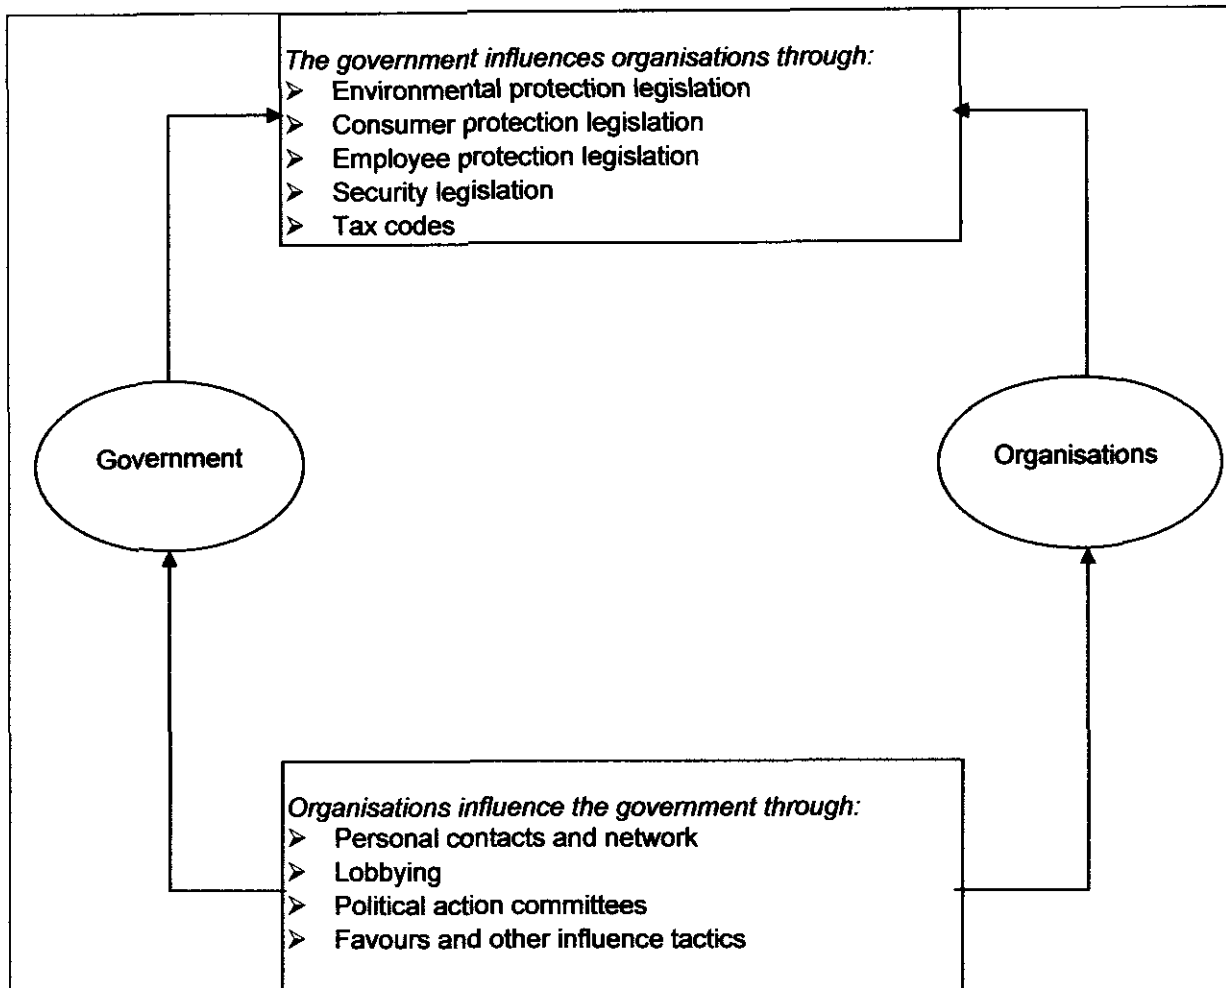 The government influences organisations through:
➢ Environmental protection legislation
➢ Consumer protection legislation
➢ Employee protection legislation
➢ Security legislation
➢ Tax codes
Government
Organisations
Organisations influence the government through:
➢ Personal contacts and network
➢ Lobbying
➢ Political action committees
➢ Favours and other influence tactics